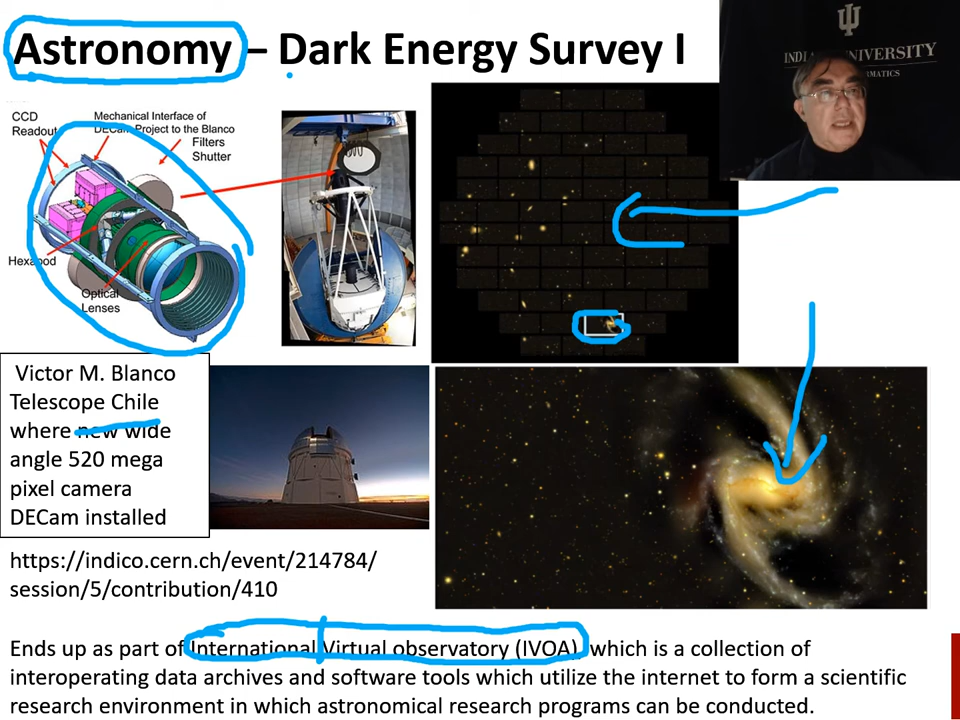 Astronomy – Dark Energy Survey I
INDIANA UNIVERSITY
CCD
Readout
Mechanical Interface of
DECam Project to the Blanco
Filters
Shutter
Hexapod
Optical
Lenses
Victor M. Blanco
Telescope Chile
where new wide
angle 520 mega
pixel camera
DECam installed
https://indico.cern.ch/event/214784/
session/5/contribution/410
Ends up as part of International Virtual observatory (IVOA), which is a collection of
interoperating data archives and software tools which utilize the internet to form a scientific
research environment in which astronomical research programs can be conducted.